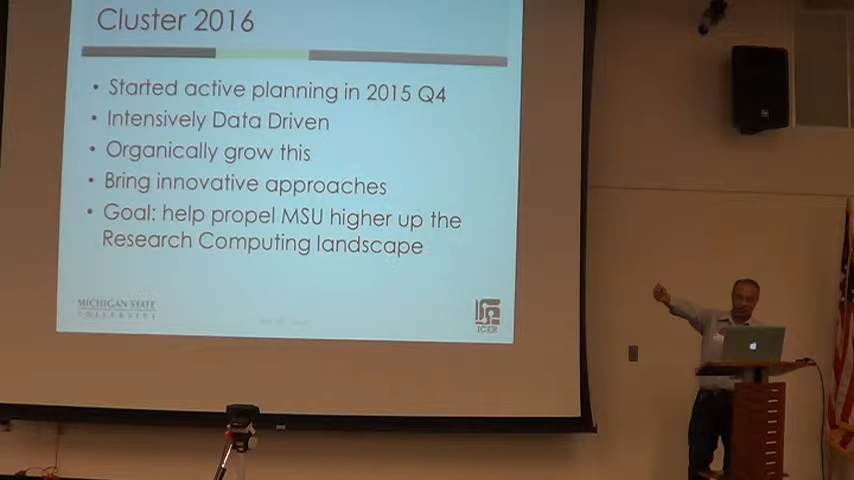 Cluster 2016
• Started active planning in 2015 Q4
• Intensively Data Driven
• Organically grow this
• Bring innovative approaches
• Goal: help propel MSU higher up the
Research Computing landscape
MICHIGAN STATE
UNIVERSITY
ICER